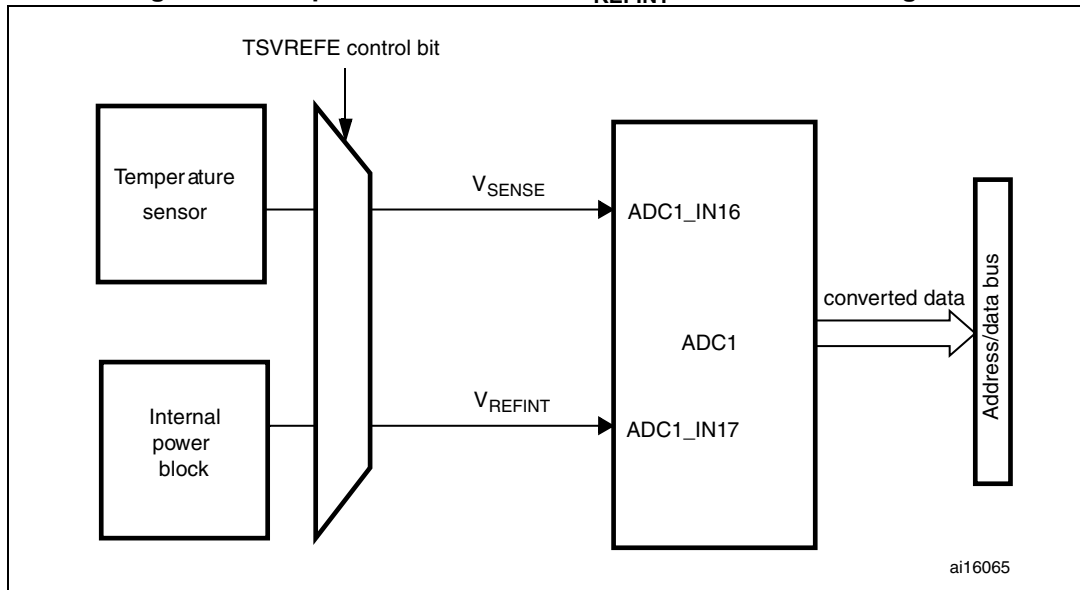 REFINT
TSVREFE control bit
Temperature
sensor
VSENSE
ADC1_IN16
Address/data bus
converted data
ADC1
Internal
power
block
VREFINT
ADC1_IN17
ai16065